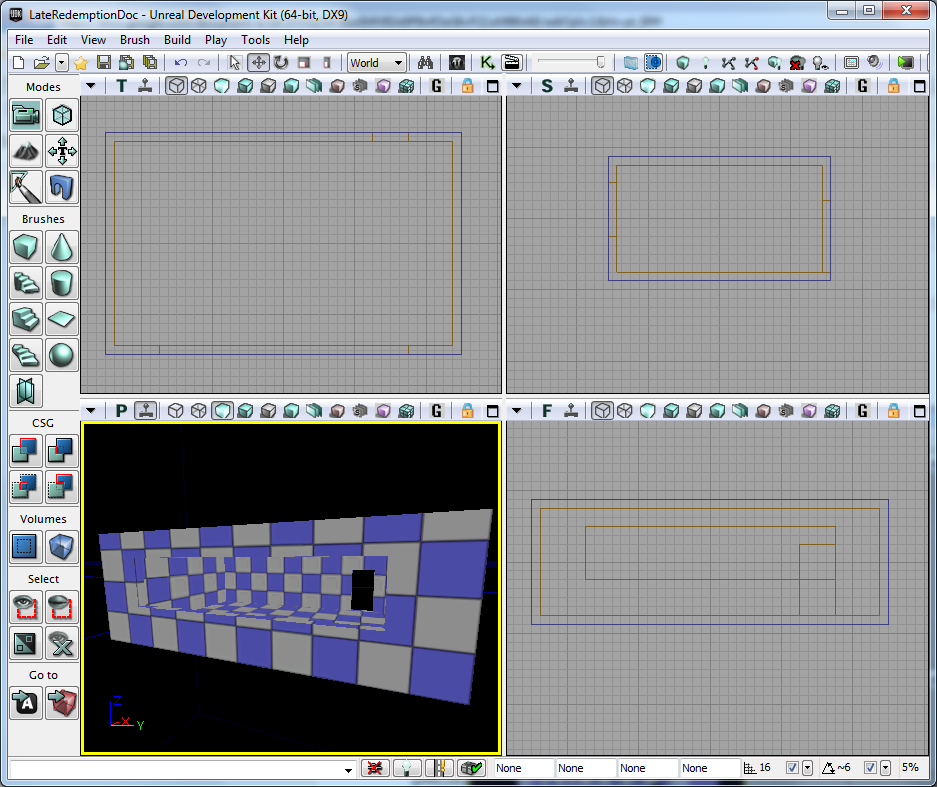 LateRedemptionDoc - Unreal Development Kit (64-bit, DX9)
File Edit View Brush Build Play Tools Help
World
Modes
T G S G
Brushes
P G F G
CSG
Volumes
Select
Go to
Z
X Y
None None None None 16 ~6 5%